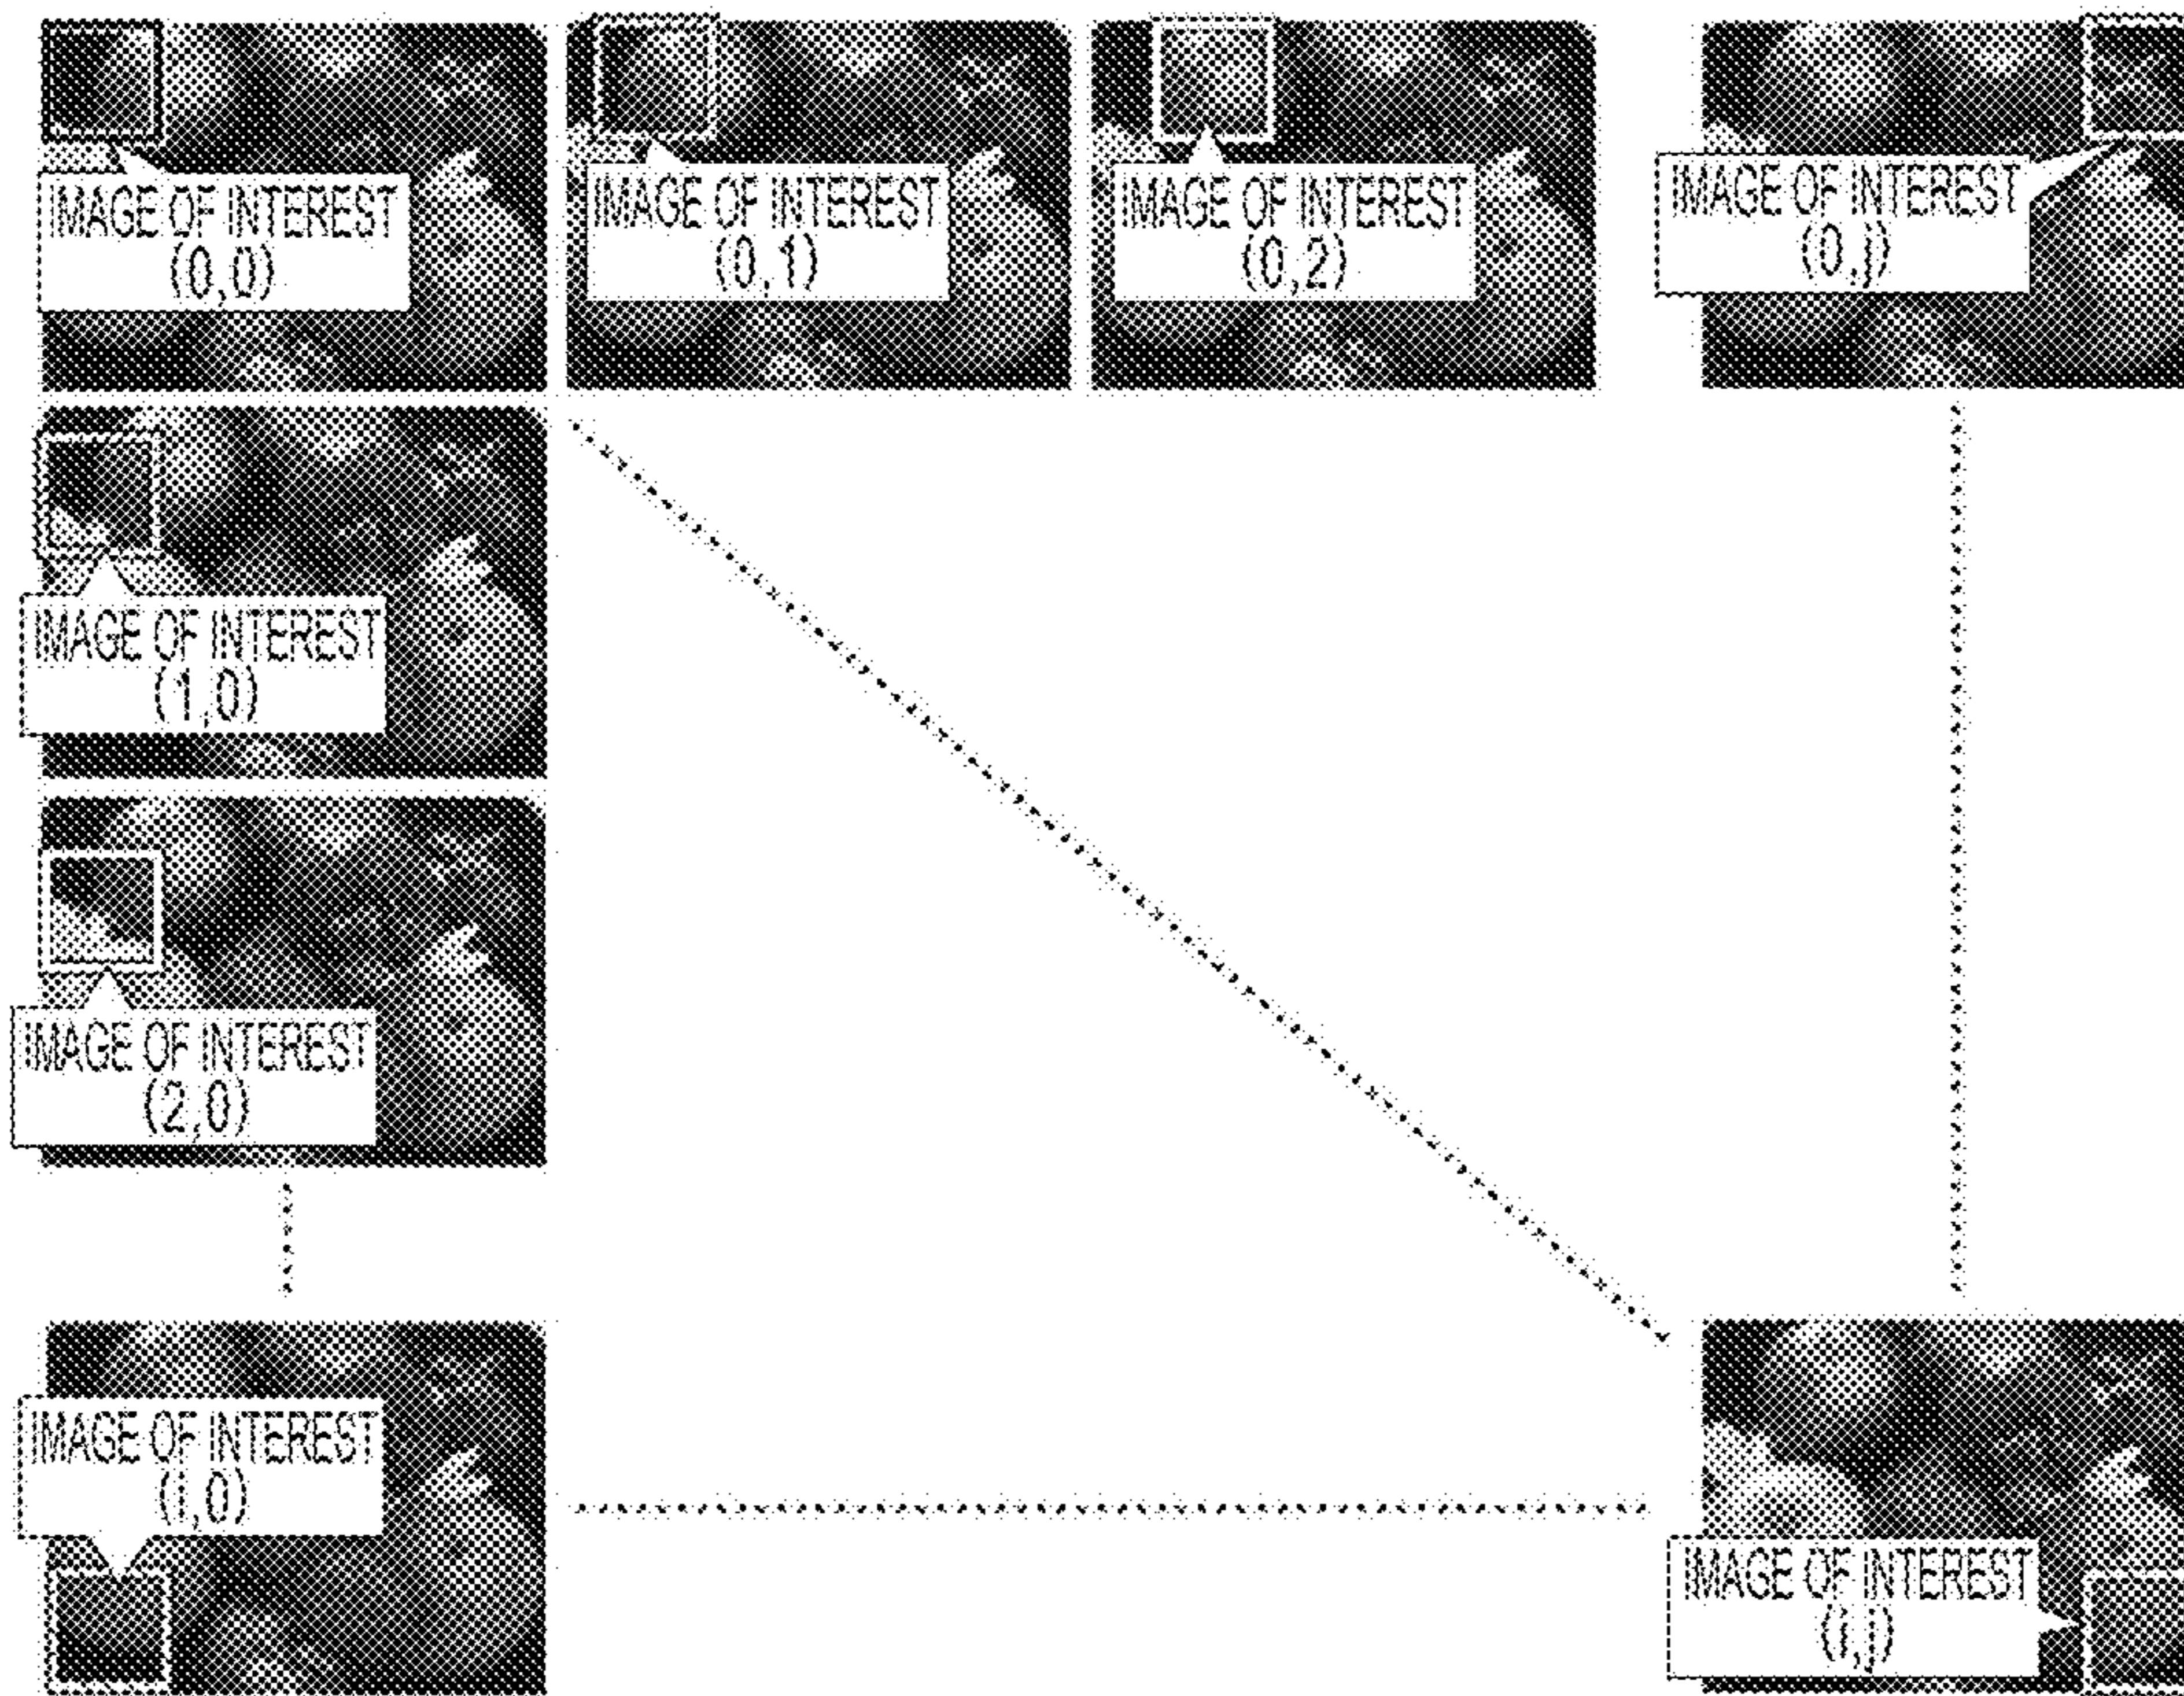 IMAGE OF INTEREST
(0,0)
IMAGE OF INTEREST
(0,1)
IMAGE OF INTEREST
(0,2)
IMAGE OF INTEREST
(0,j)
IMAGE OF INTEREST
(1,0)
IMAGE OF INTEREST
(2,0)
IMAGE OF INTEREST
(i,0)
IMAGE OF INTEREST
(i,j)